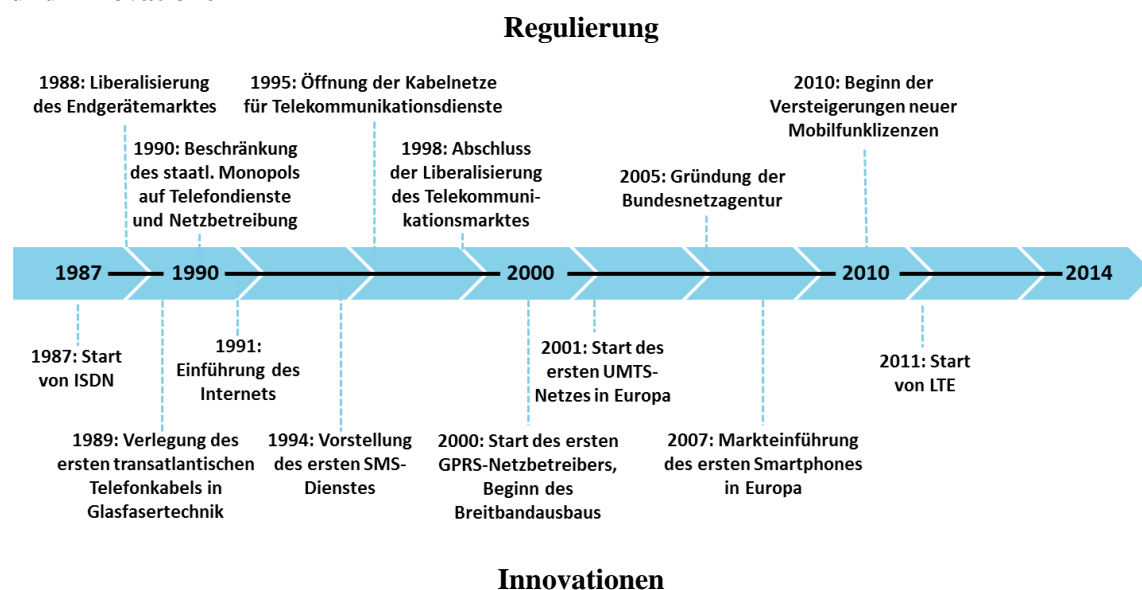 Regulierung
1988: Liberalisierung
des Endgerätemarktes
1995: Öffnung der Kabelnetze
für Telekommunikationsdienste
2010: Beginn der
Versteigerungen neuer
Mobilfunklizenzen
1990: Beschränkung
des staatl. Monopols
auf Telefondienste
und Netzbetreibung
1998: Abschluss
der Liberalisierung
des Telekommuni-
kationsmarktes
2005: Gründung der
Bundesnetzagentur
1987
1990
2000
2010
2014
1987: Start
von ISDN
1991:
Einführung des
Internets
2001: Start des
ersten UMTS-
Netzes in Europa
2011: Start
von LTE
1989: Verlegung des
ersten transatlantischen
Telefonkabels in
Glasfasertechnik
1994: Vorstellung
des ersten SMS-
Dienstes
2000: Start des ersten
GPRS-Netzbetreibers,
Beginn des
Breitbandausbaus
2007: Markteinführung
des ersten Smartphones
in Europa
Innovationen